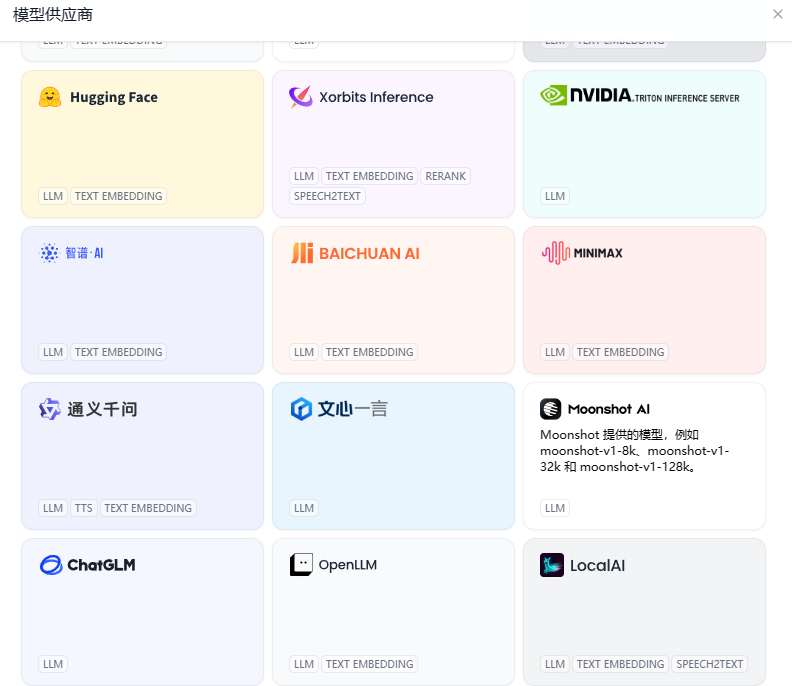 模型供应商
LLM TEXT EMBEDDING
LLM
LLM TEXT EMBEDDING
Hugging Face
LLM TEXT EMBEDDING
Xorbits Inference
LLM TEXT EMBEDDING RERANK
SPEECH2TEXT
NVIDIA. TRITON INFERENCE SERVER
LLM
智谱·AI
LLM TEXT EMBEDDING
BAICHUAN AI
LLM TEXT EMBEDDING
MINIMAX
LLM TEXT EMBEDDING
通义千问
LLM TTS TEXT EMBEDDING
文心一言
LLM
Moonshot AI
Moonshot 提供的模型，例如
moonshot-v1-8k、moonshot-v1-
32k 和 moonshot-v1-128k。
LLM
ChatGLM
LLM
OpenLLM
LLM TEXT EMBEDDING
LocalAI
LLM TEXT EMBEDDING SPEECH2TEXT